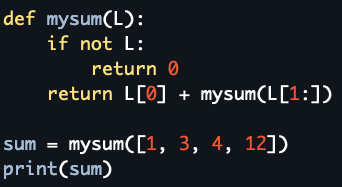 def mysum(L):
    if not L:
        return 0
    return L[0] + mysum(L[1:])

sum = mysum([1, 3, 4, 12])
print(sum)